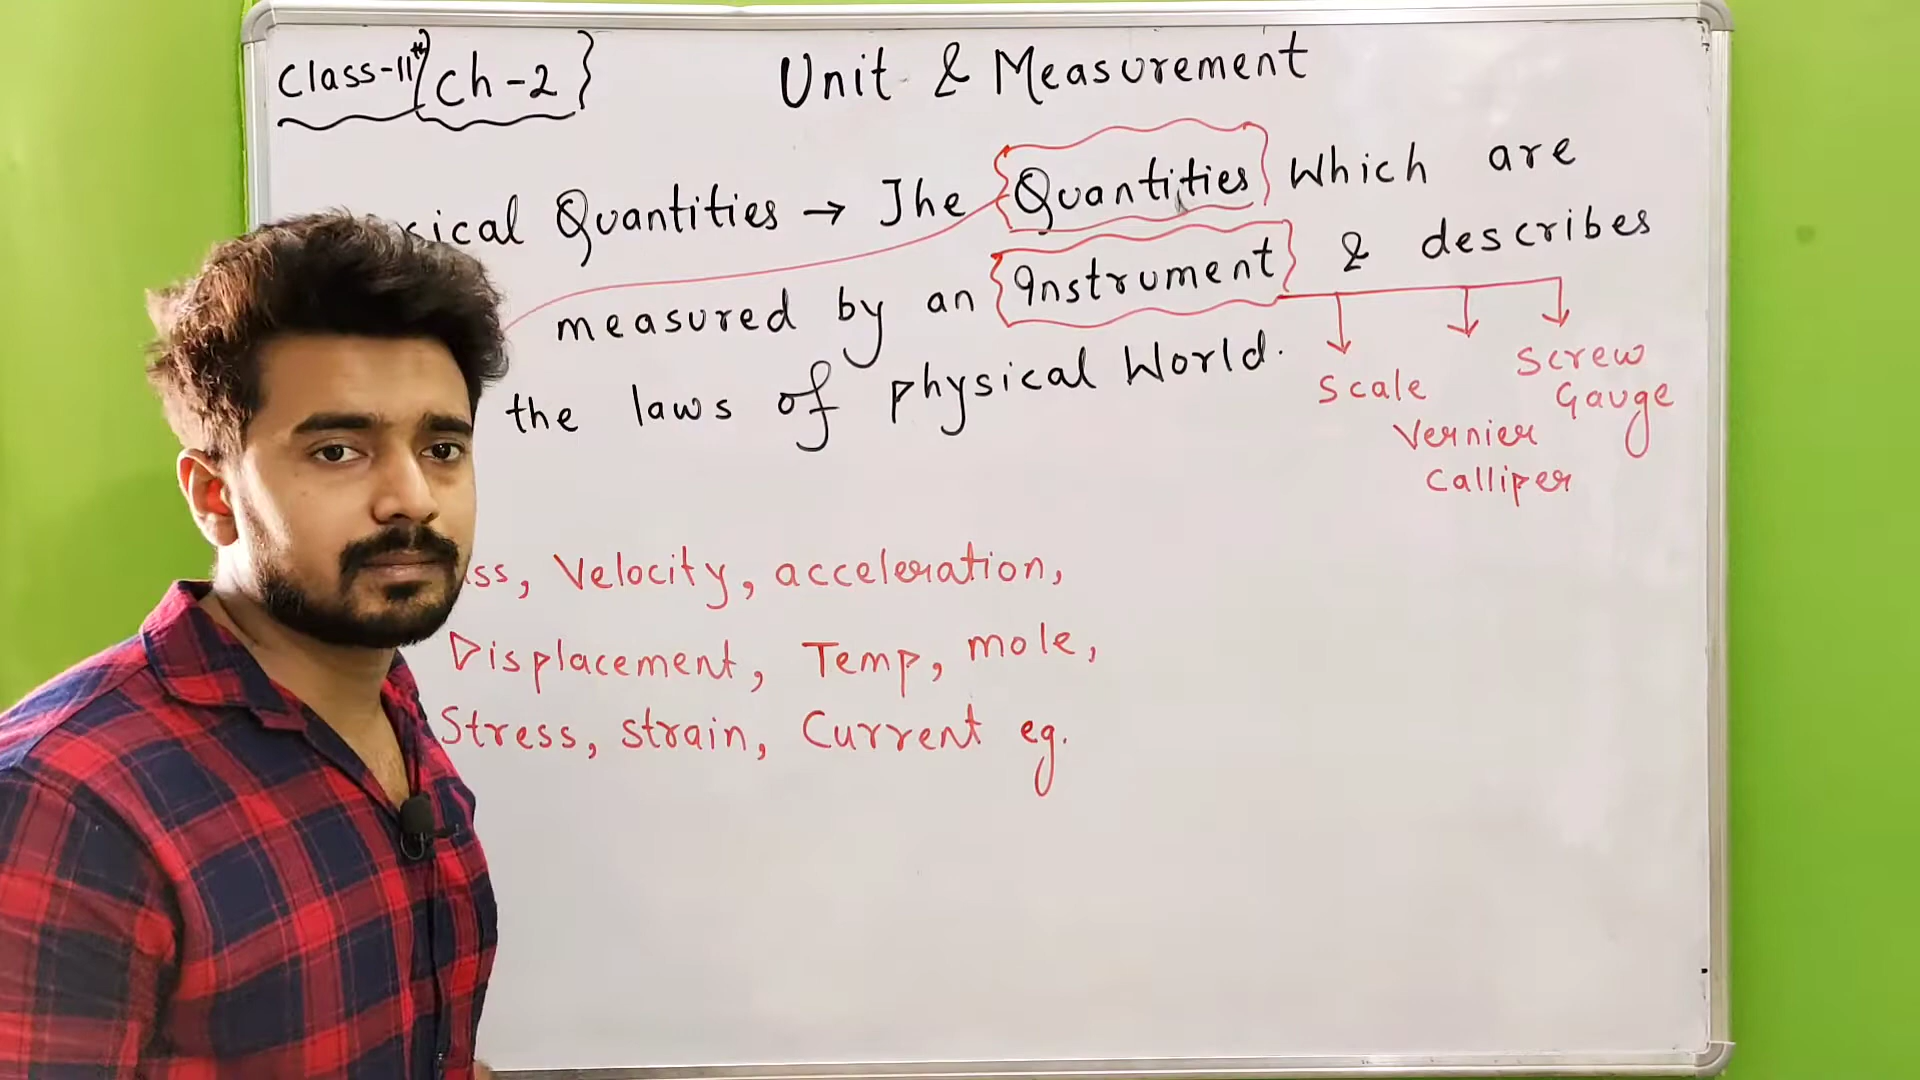 Class-11th {Ch-2} Unit & Measurement
sical Quantities → The Quantities Which are
measured by an Instrument & describes
the laws of physical World.
Scale
Vernier
Calliper
Screw
Gauge
ss, Velocity, acceleration,
Displacement, Temp, mole,
Stress, strain, Current eg.